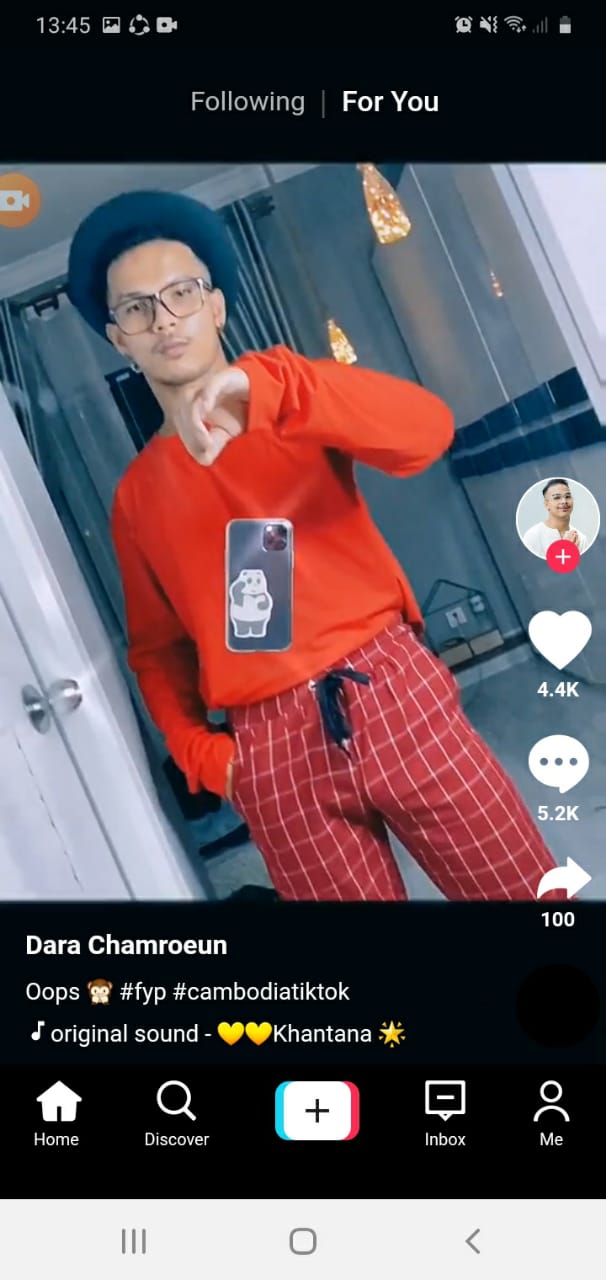 13:45
Following | For You
4.4K
5.2K
100
Dara Chamroeun
Oops 🙊 #fyp #cambodiatiktok
original sound - 💛💛Khantana 🌟
Home
Discover
Inbox
Me